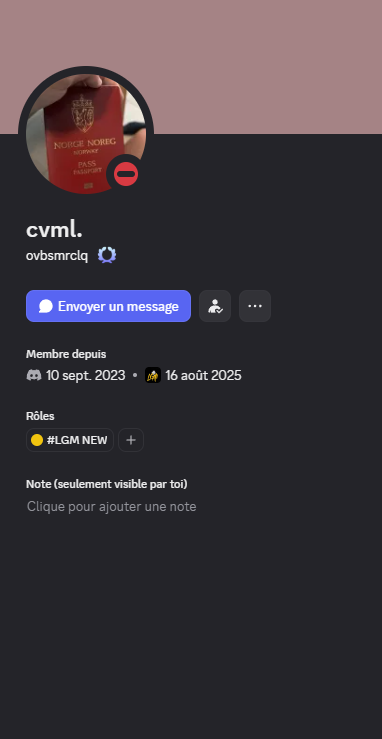 NORGE NOREG
NORWAY
PASS
PASSPORT
cvml.
ovbsmrclq
Envoyer un message
Membre depuis
10 sept. 2023 • 16 août 2025
Rôles
#LGM NEW
Note (seulement visible par toi)
Clique pour ajouter une note